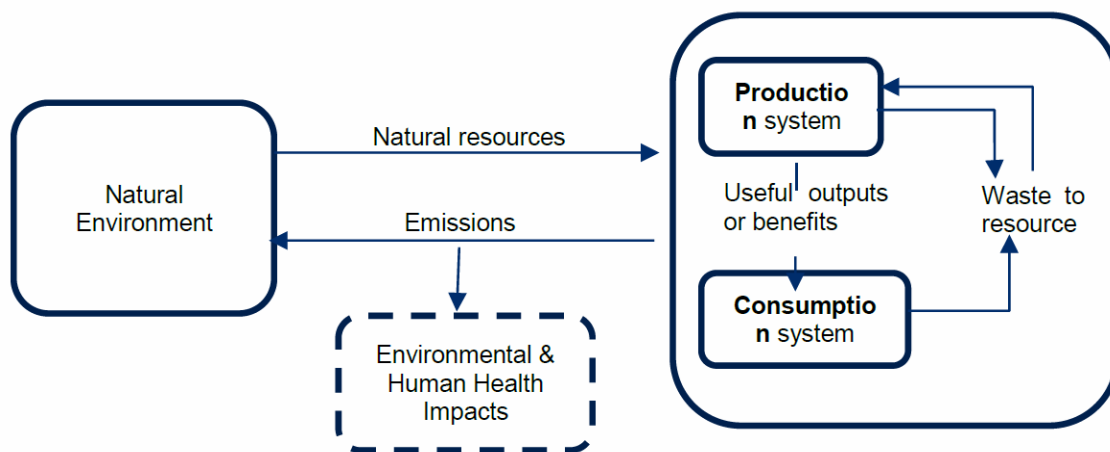 Natural
Environment
Natural resources
Emissions
Environmental &
Human Health
Impacts
Productio
n system
Useful outputs
or benefits
Waste to
resource
Consumptio
n system